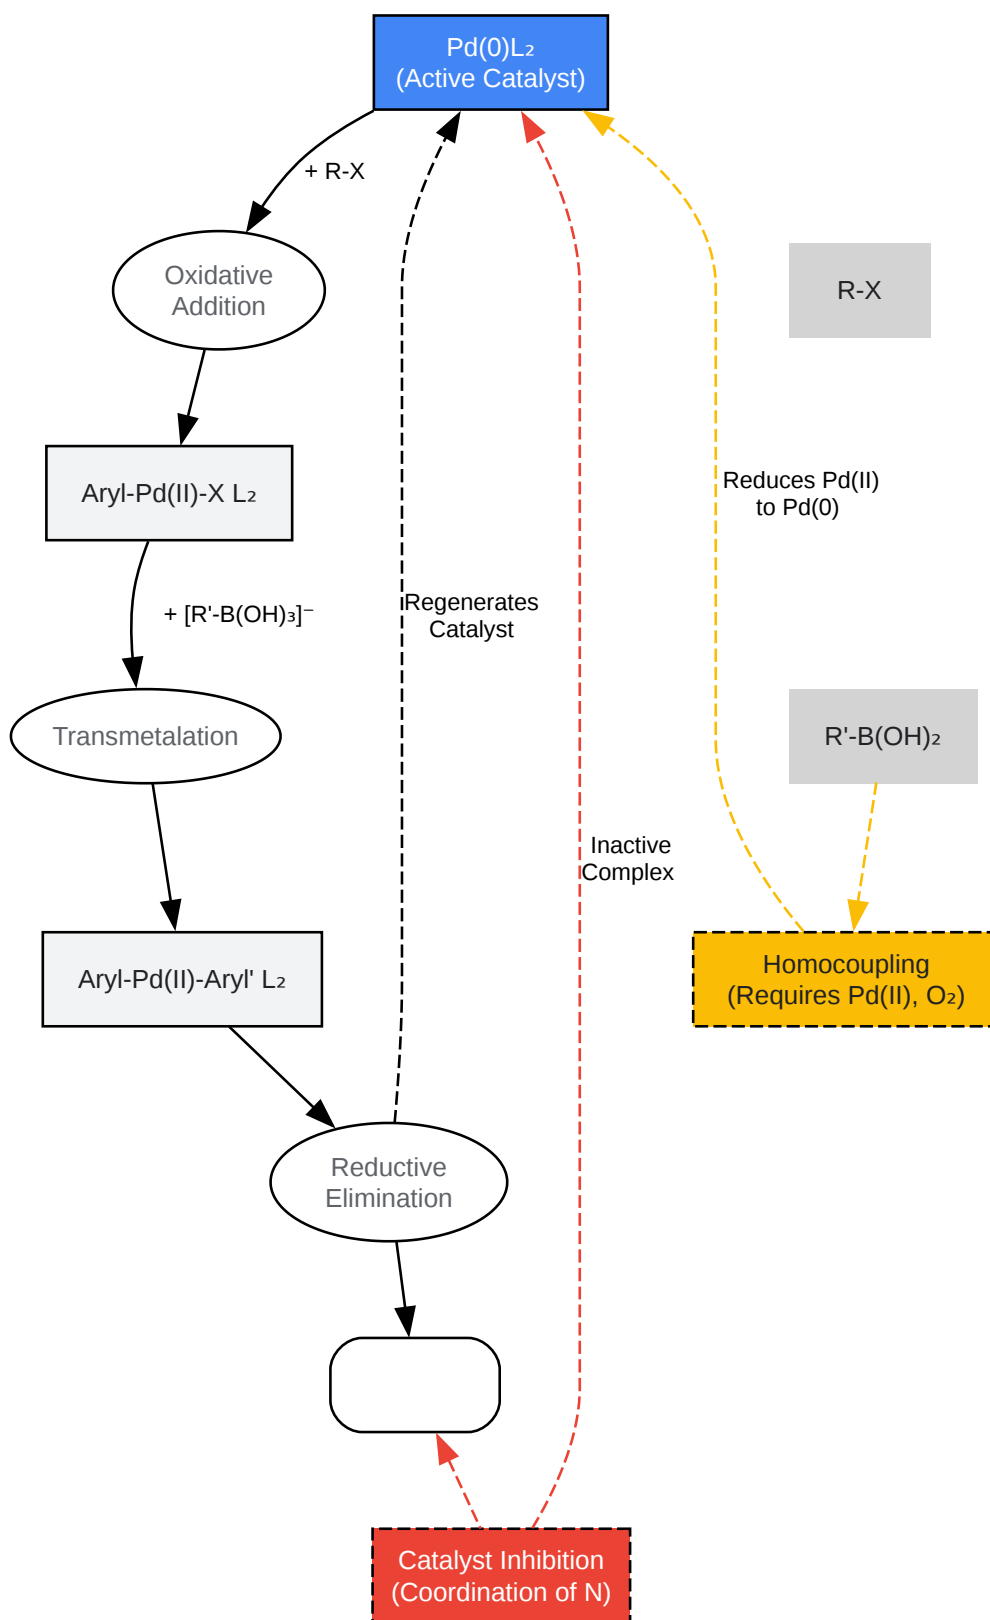 Pd(0)L₂
(Active Catalyst)
+ R-X
Oxidative
Addition
R-X
Aryl-Pd(II)-X L₂
Reduces Pd(II)
to Pd(0)
+ [R'-B(OH)₃]⁻
Regenerates
Catalyst
Transmetalation
R'-B(OH)₂
Inactive
Complex
Aryl-Pd(II)-Aryl' L₂
Homocoupling
(Requires Pd(II), O₂)
Reductive
Elimination
Catalyst Inhibition
(Coordination of N)